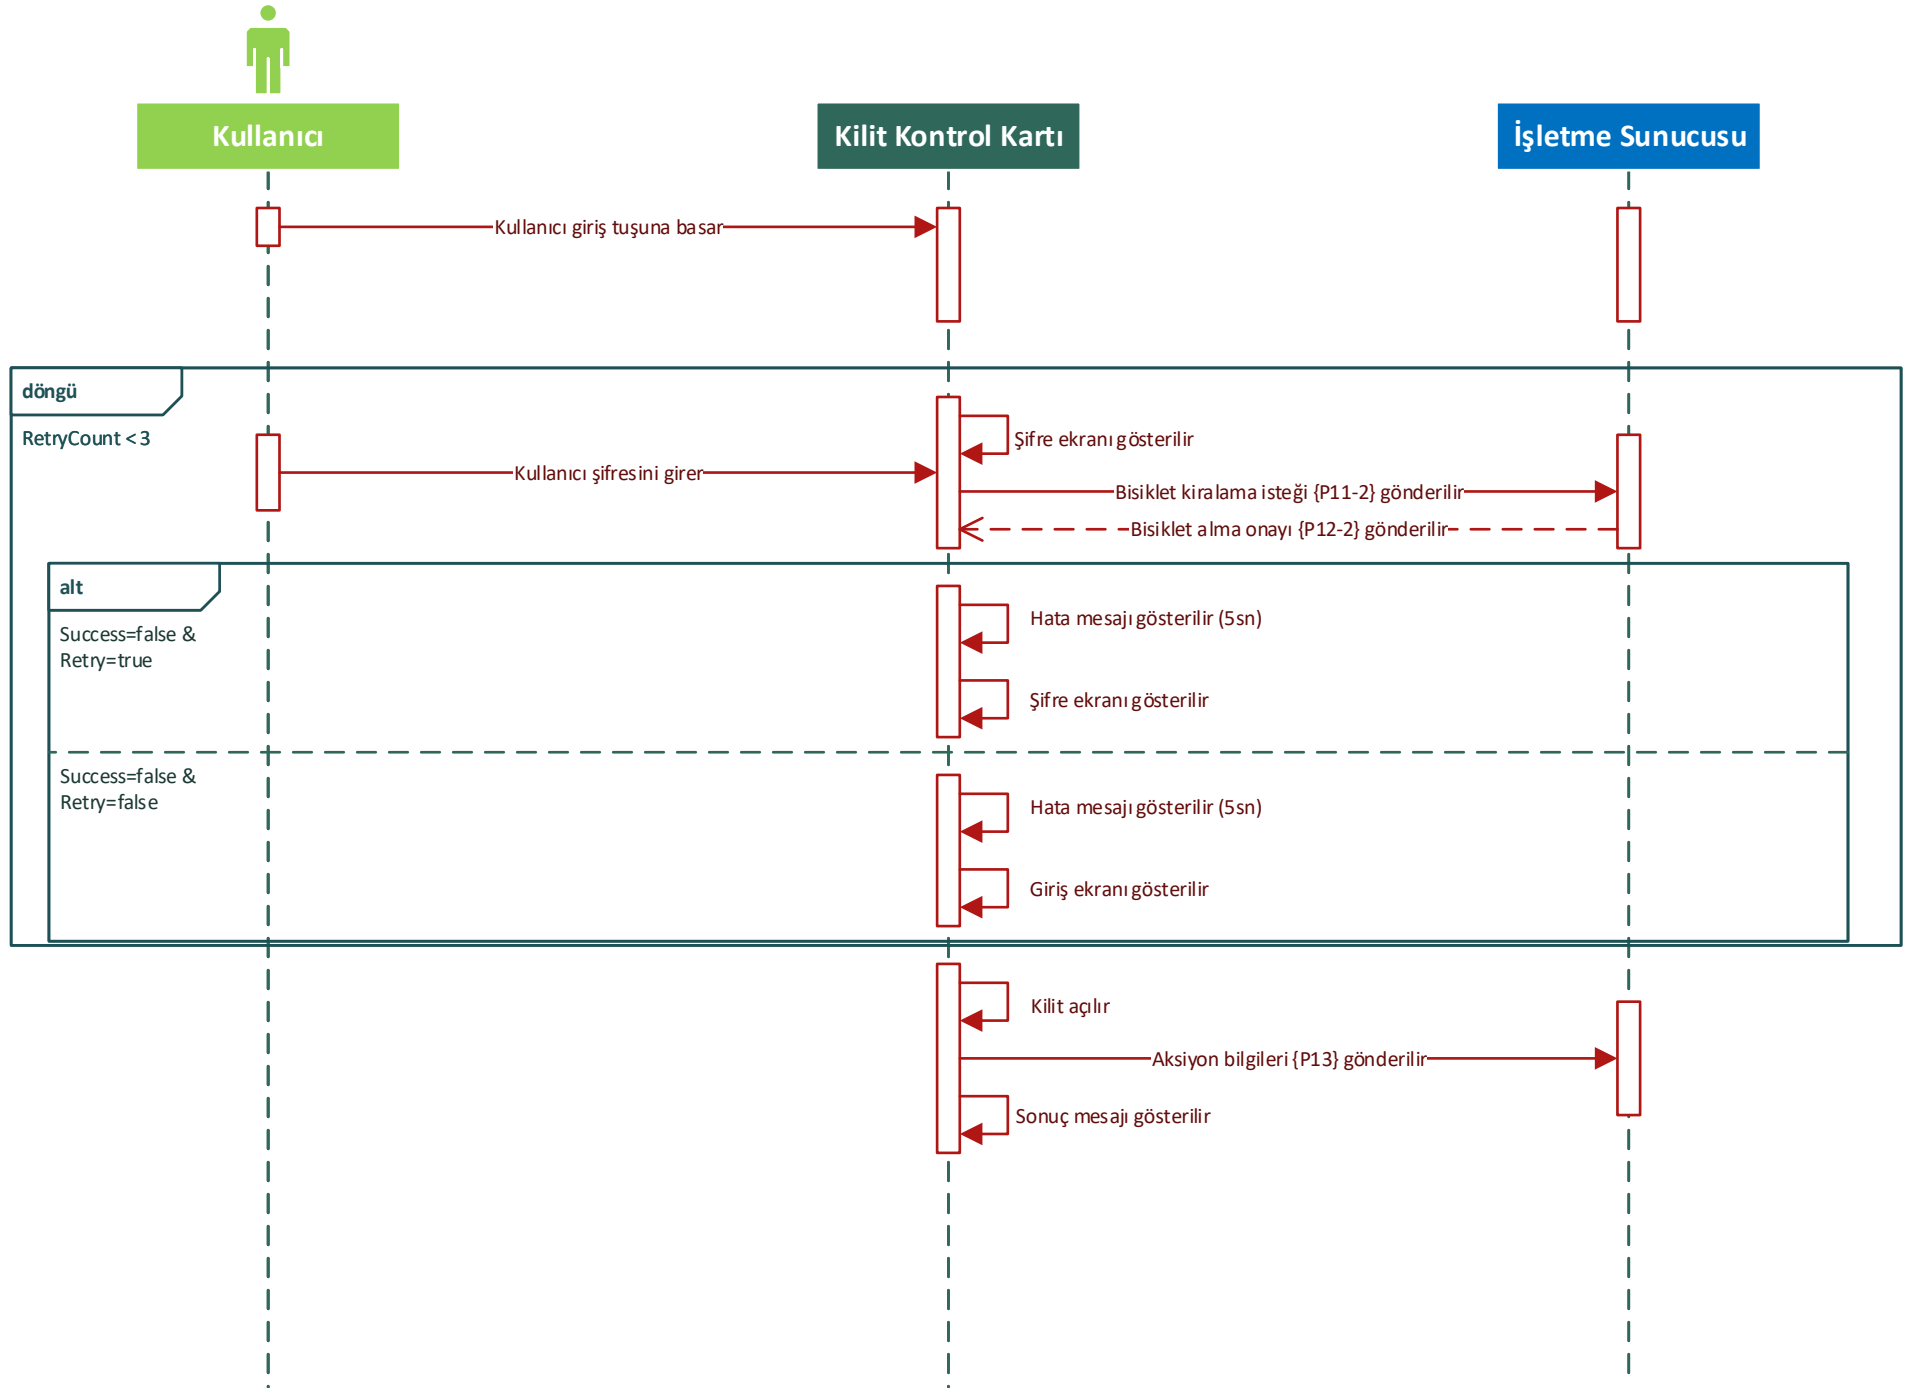 Kullanıcı
Kilit Kontrol Kartı
İşletme Sunucusu
Kullanıcı giriş tuşuna basar
döngü
RetryCount < 3
Şifre ekranı gösterilir
Kullanıcı şifresini girer
Bisiklet kiralama isteği {P11-2} gönderilir
Bisiklet alma onayı {P12-2} gönderilir
alt
Success=false &
Retry=true
Hata mesajı gösterilir (5sn)
Şifre ekranı gösterilir
Success=false &
Retry=false
Hata mesajı gösterilir (5sn)
Giriş ekranı gösterilir
Kilit açılır
Aksiyon bilgileri {P13} gönderilir
Sonuç mesajı gösterilir